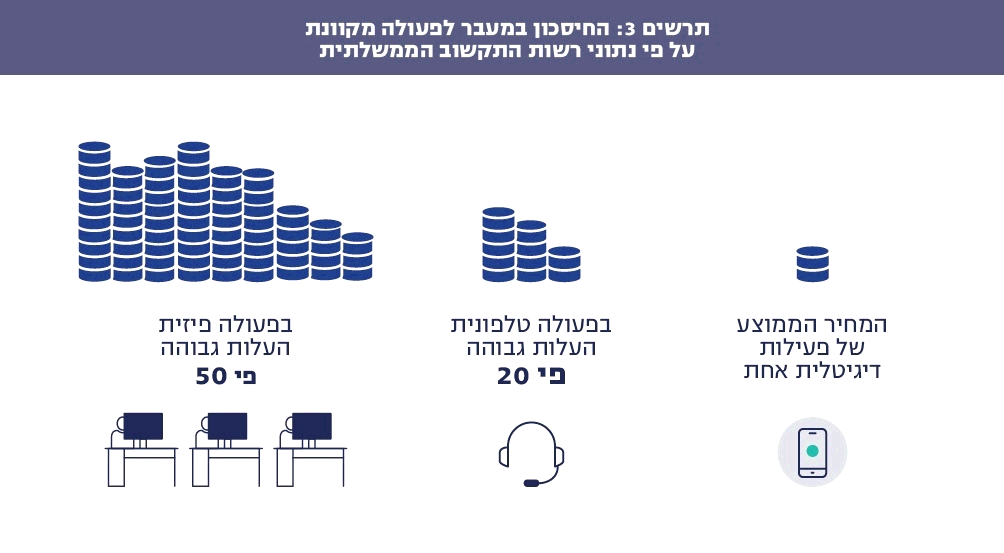 תרשים 3: החיסכון במעבר לפעולה מקוונת
על פי נתוני רשות התקשוב הממשלתית
המחיר הממוצע
של פעילות
דיגיטלית אחת
בפעולה טלפונית
העלות גבוהה
פי 20
בפעולה פיזית
העלות גבוהה
פי 50